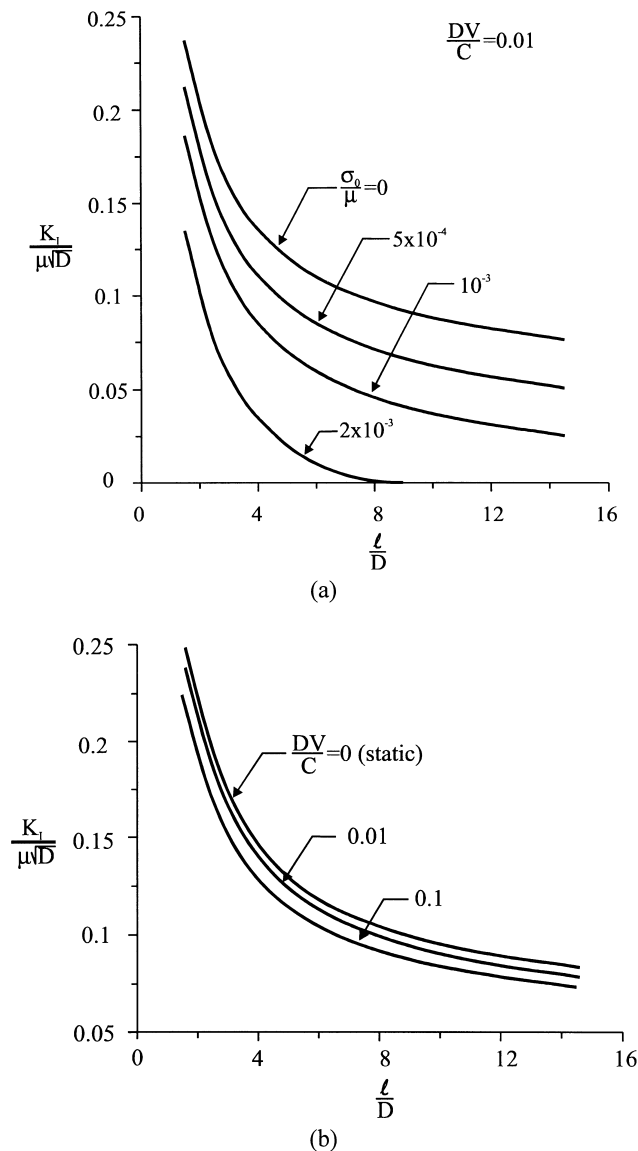 0.25
DV/C =0.01
0.2
σ₀/μ =0
0.15
5x10⁻⁴
K_I/μ√D
10⁻³
0.1
0.05
2x10⁻³
0
0 4 8 12 16
ℓ/D
(a)
0.25
DV/C =0 (static)
0.2
K_I/μ√D
0.15
0.01
0.1
0.1
0.05
0 4 8 12 16
ℓ/D
(b)